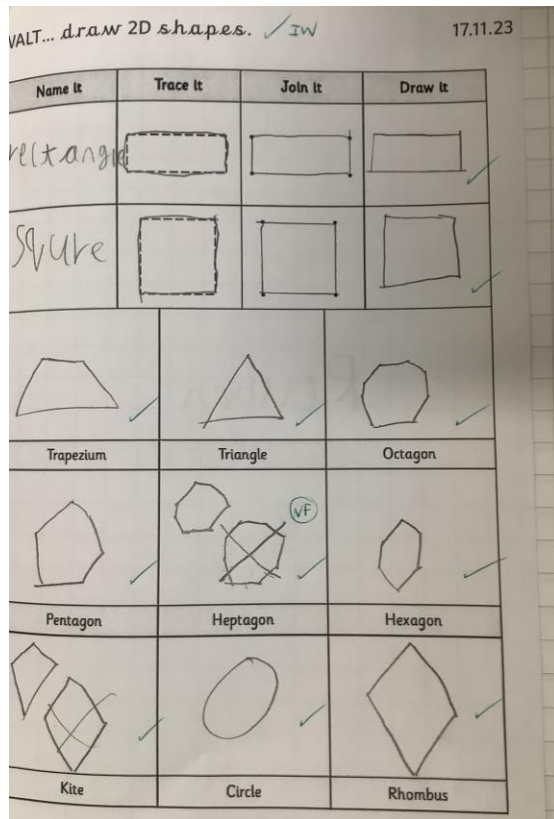 WALT... draw 2D shapes. ✓ IW 17.11.23
Name It Trace It Join It Draw It
rectangle
Squre
Trapezium Triangle Octagon
VF
Pentagon Heptagon Hexagon
Kite Circle Rhombus